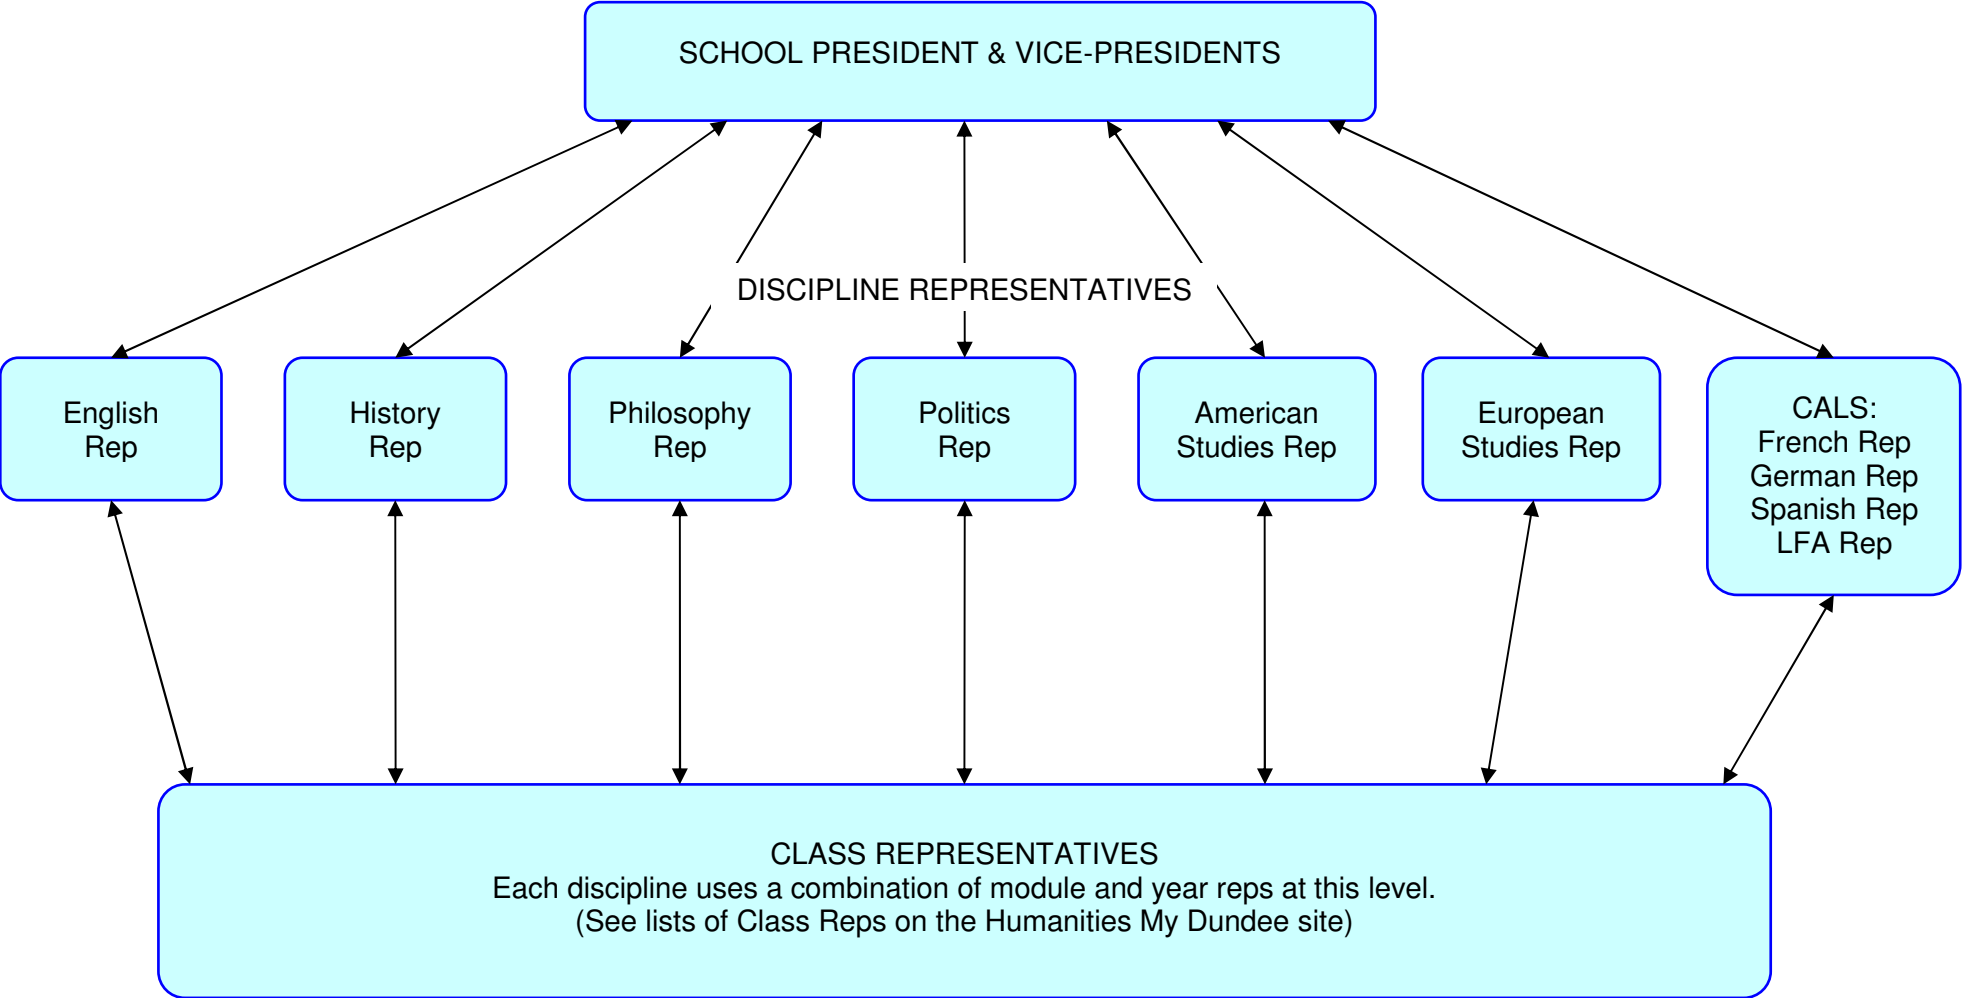 SCHOOL PRESIDENT & VICE-PRESIDENTS
DISCIPLINE REPRESENTATIVES
English
Rep
History
Rep
Philosophy
Rep
Politics
Rep
American
Studies Rep
European
Studies Rep
CALS:
French Rep
German Rep
Spanish Rep
LFA Rep
CLASS REPRESENTATIVES
Each discipline uses a combination of module and year reps at this level.
(See lists of Class Reps on the Humanities My Dundee site)